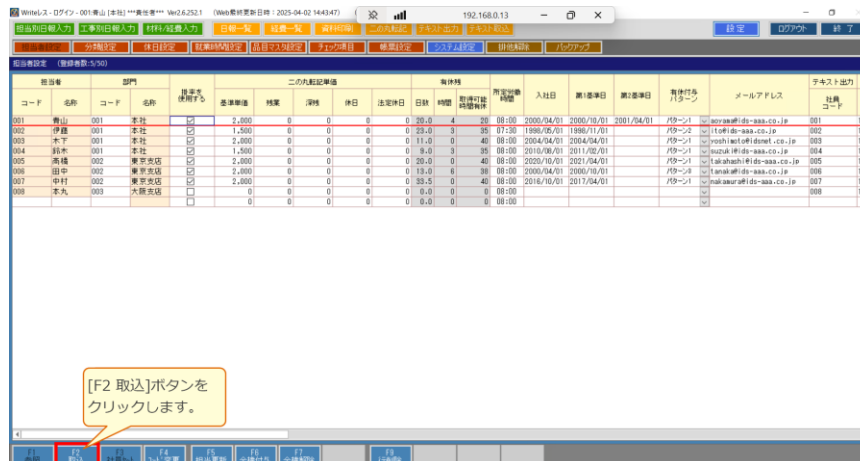 Writeレス - ログイン - 001:青山 [本社] ***責任者*** Ver2.6.252.1 (Web最終更新日時：2025-04-02 14:43:47)
192.168.0.13
担当別日報入力 工事別日報入力 材料/経費入力 日報一覧 経費一覧 資料印刷 二の丸転記 テキスト出力 テキスト取込 設定 ログアウト 終 了
担当者設定 分類設定 休日設定 就業時間設定 品目マスタ設定 チェック項目 帳票設定 システム設定 排他解除 バックアップ
担当者設定 (登録者数:5/50)
担当者 部門 掛率を使用する 二の丸転記単価 有休残 所定労働時間 入社日 第1基準日 第2基準日 有休付与パターン メールアドレス テキスト出力
コード 名称 コード 名称 基準単価 残業 深残 休日 法定休日 日数 時間 取得可能時間有休 社員コード
001 青山 001 本社 2,000 0 0 0 0 20.0 4 20 08:00 2000/04/01 2000/10/01 2001/04/01 パターン1 aoyama@ids-aaa.co.jp 001
002 伊藤 001 本社 1,500 0 0 0 0 23.0 3 35 07:30 1998/05/01 1998/11/01 パターン2 ito@ids-aaa.co.jp 002
003 木下 001 本社 2,000 0 0 0 0 11.0 0 40 08:00 2004/04/01 2004/04/01 パターン1 yoshimoto@idsnet.co.jp 003
004 鈴木 001 本社 1,500 0 0 0 0 9.0 3 35 08:00 2010/08/01 2011/02/01 パターン1 suzuki@ids-aaa.co.jp 004
005 高橋 002 東京支店 2,000 0 0 0 0 20.0 0 40 08:00 2020/10/01 2021/04/01 パターン1 takahashi@ids-aaa.co.jp 005
006 田中 002 東京支店 2,000 0 0 0 0 13.0 6 38 08:00 2000/04/01 2000/10/01 パターン3 tanaka@ids-aaa.co.jp 006
007 中村 002 東京支店 2,000 0 0 0 0 33.5 0 40 08:00 2016/10/01 2017/04/01 パターン1 nakamura@ids-aaa.co.jp 007
008 本丸 003 大阪支店 0 0 0 0 0 0.0 0 0 08:00 008
0 0 0 0 0 0.0 0 0 08:00
[F2 取込]ボタンを
クリックします。
F1 F2 F3 F4 F5 F6 F7 F9
取込